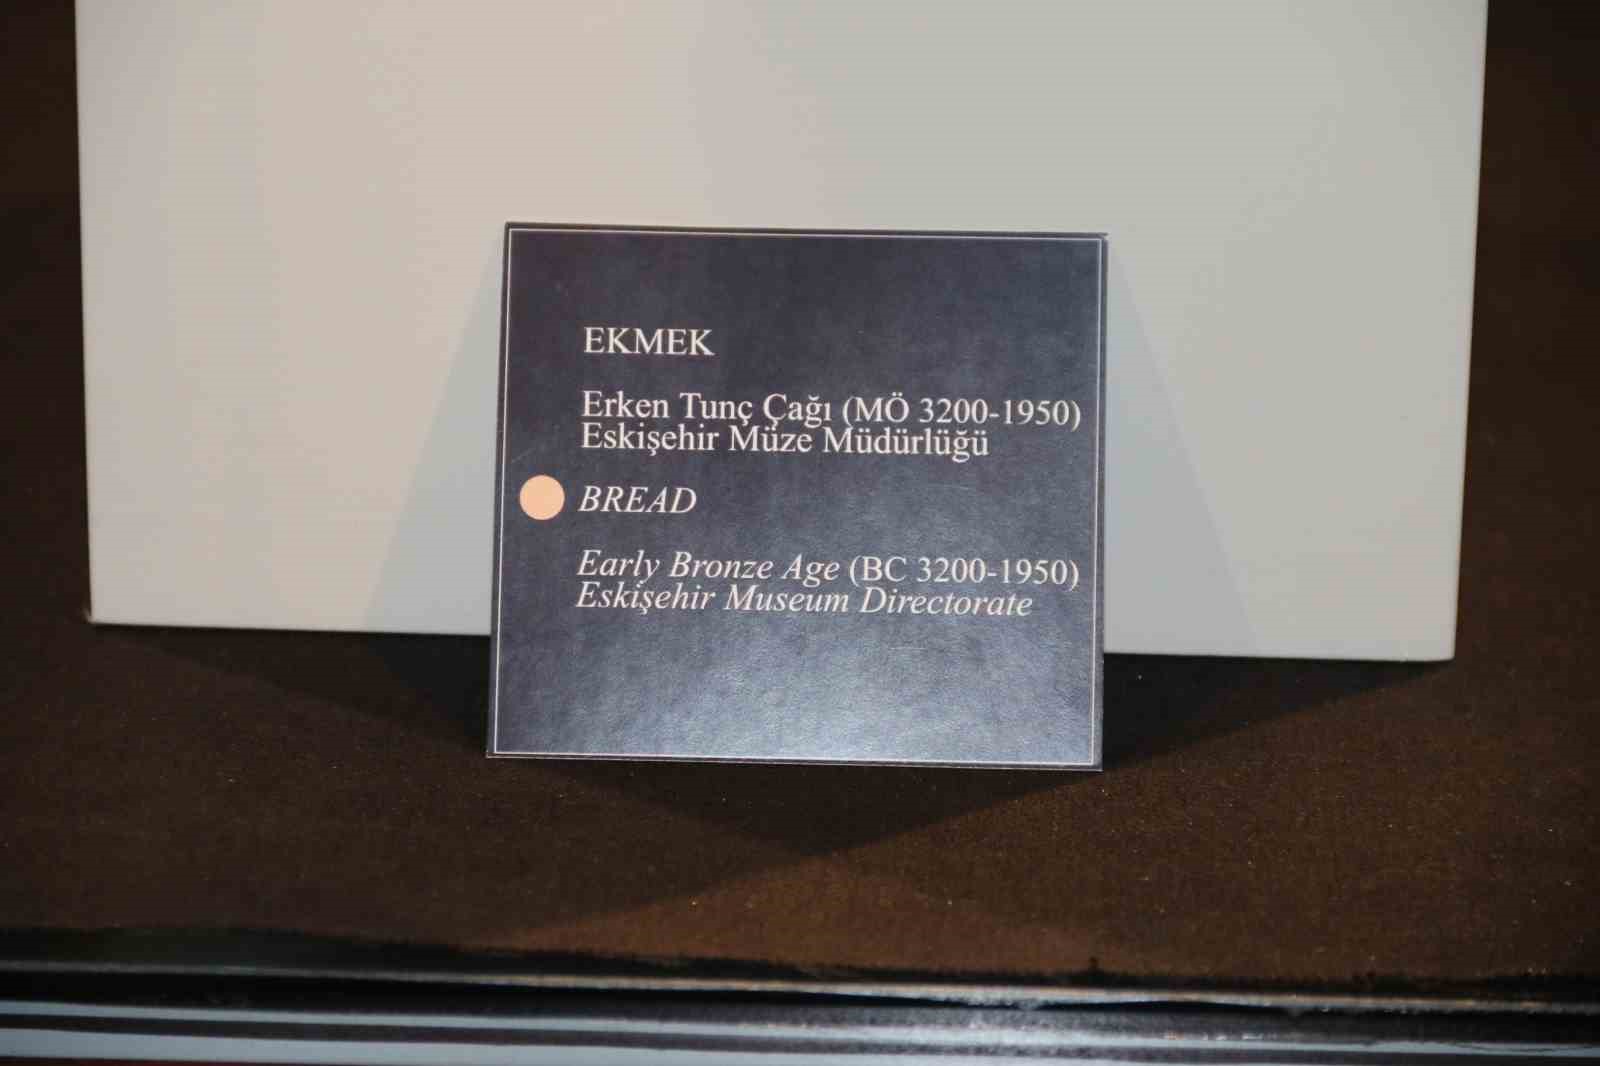 EKMEK
Erken Tunç Çağı (MÖ 3200-1950)
Eskişehir Müze Müdürlüğü
BREAD
Early Bronze Age (BC 3200-1950)
Eskişehir Museum Directorate